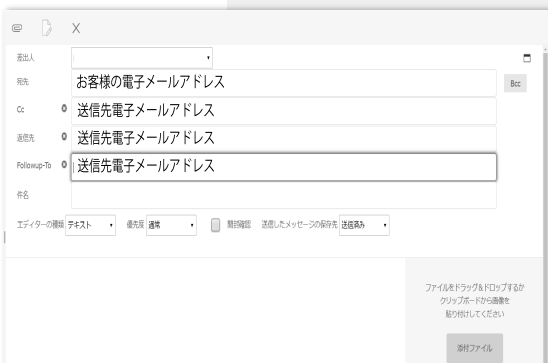 X
差出人
宛先 お客様の電子メールアドレス Bcc
Cc 送信先電子メールアドレス
返信先 送信先電子メールアドレス
Followup-To 送信先電子メールアドレス
件名
エディターの種類 テキスト 優先度 通常 開封確認 送信したメッセージの保存先 送信済み
ファイルをドラッグ&ドロップするか
クリップボードから画像を
貼り付けしてください
添付ファイル